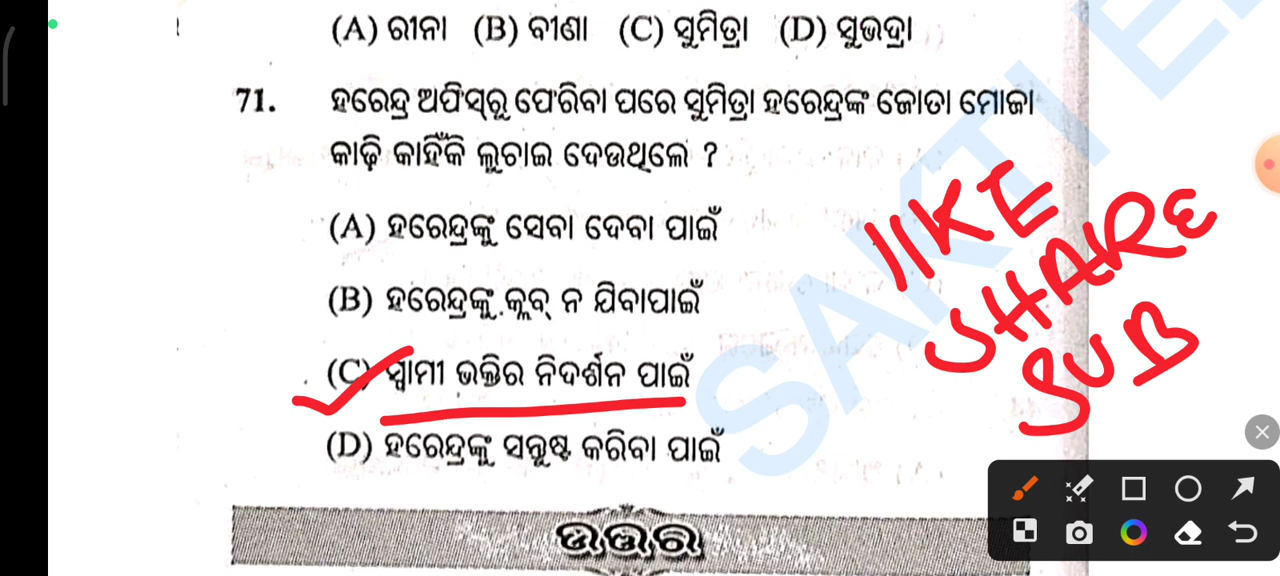 (A) ରୀନା (B) ବୀଣା (C) ସୁମିତ୍ରା (D) ସୁଭଦ୍ରା
71. ହରେନ୍ଦ୍ର ଅଫିସ୍‌ରୁ ଫେରିବା ପରେ ସୁମିତ୍ରା ହରେନ୍ଦ୍ରଙ୍କ ଜୋତା ମୋଜା
କାଢ଼ି କାହିଁକି ଲୁଚାଇ ଦେଉଥିଲେ ?
(A) ହରେନ୍ଦ୍ରଙ୍କୁ ସେବା ଦେବା ପାଇଁ
(B) ହରେନ୍ଦ୍ରଙ୍କୁ କ୍ଲବ୍ ନ ଯିବାପାଇଁ
(C) ସ୍ୱାମୀ ଭକ୍ତିର ନିଦର୍ଶନ ପାଇଁ
(D) ହରେନ୍ଦ୍ରଙ୍କୁ ସନ୍ତୁଷ୍ଟ କରିବା ପାଇଁ
ଉତ୍ତର
LIKE
SHARE
SUB
SAKTI E